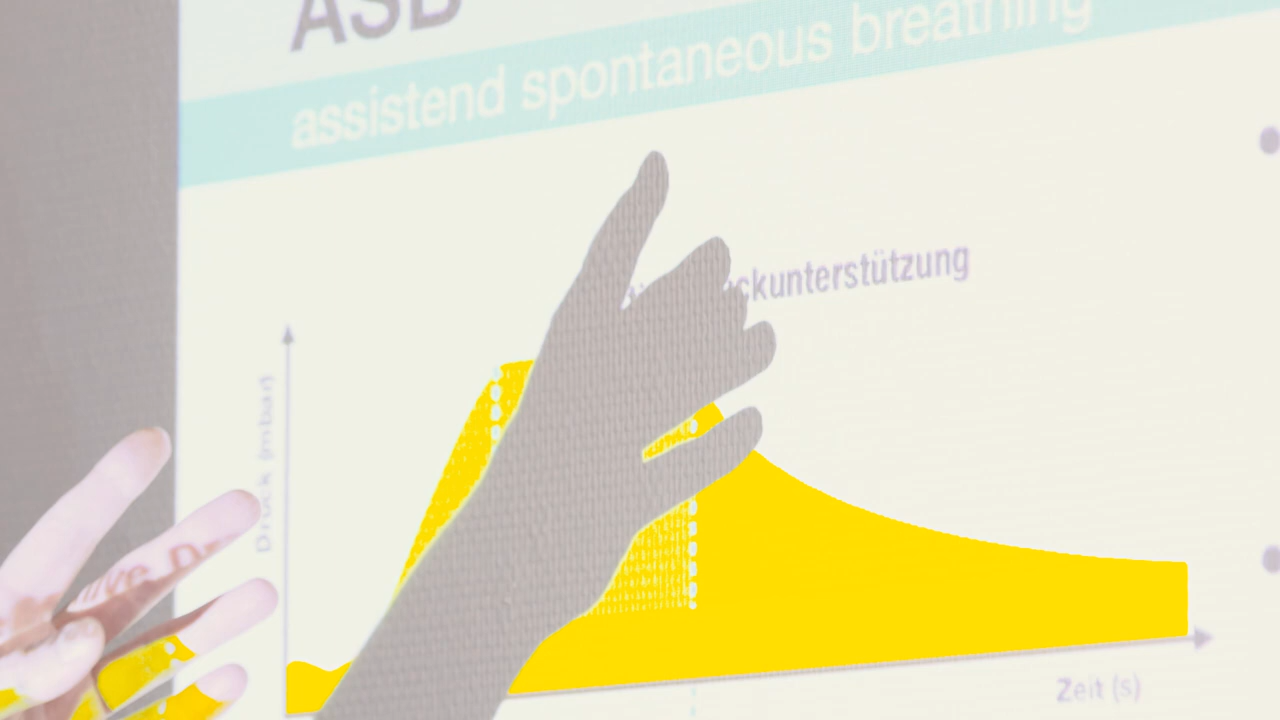 ASB
assistend spontaneous breathing
ckunterstützung
Druck (mbar)
Zeit (s)